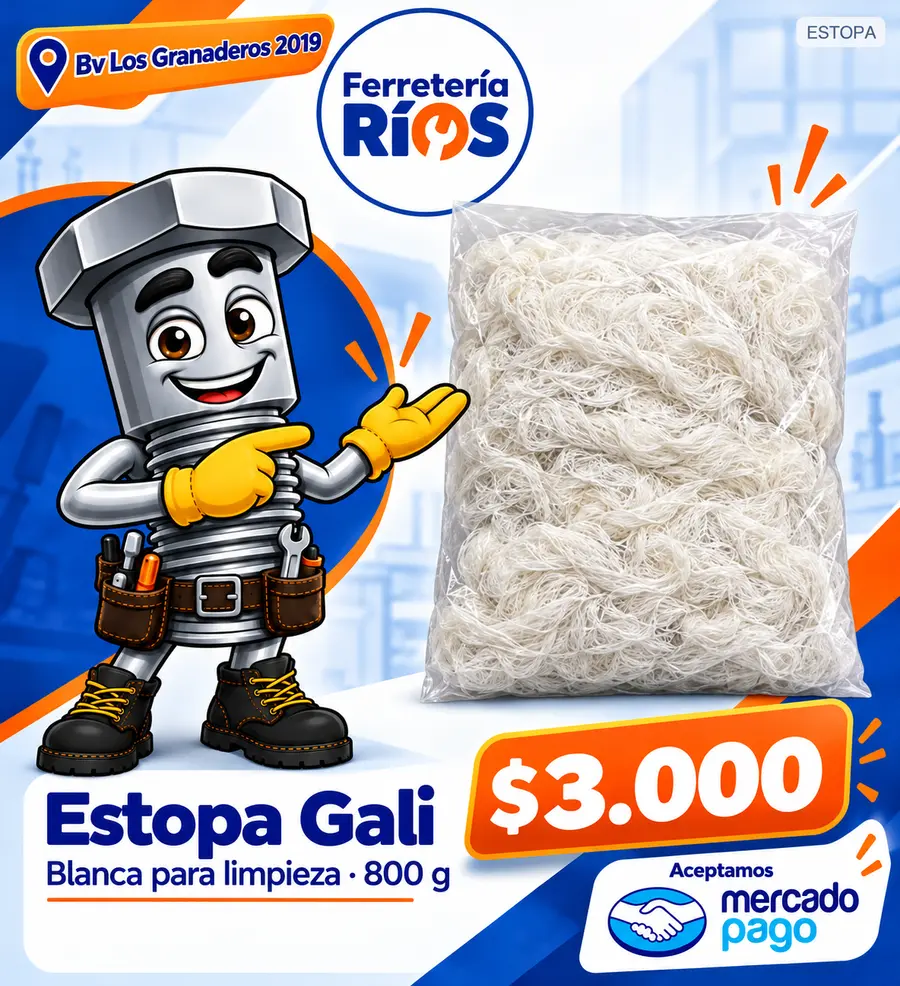 Bv Los Granaderos 2019
Ferretería
RÍOS
ESTOPA
$3.000
Estopa Gali
Blanca para limpieza · 800 g
Aceptamos
mercado
pago